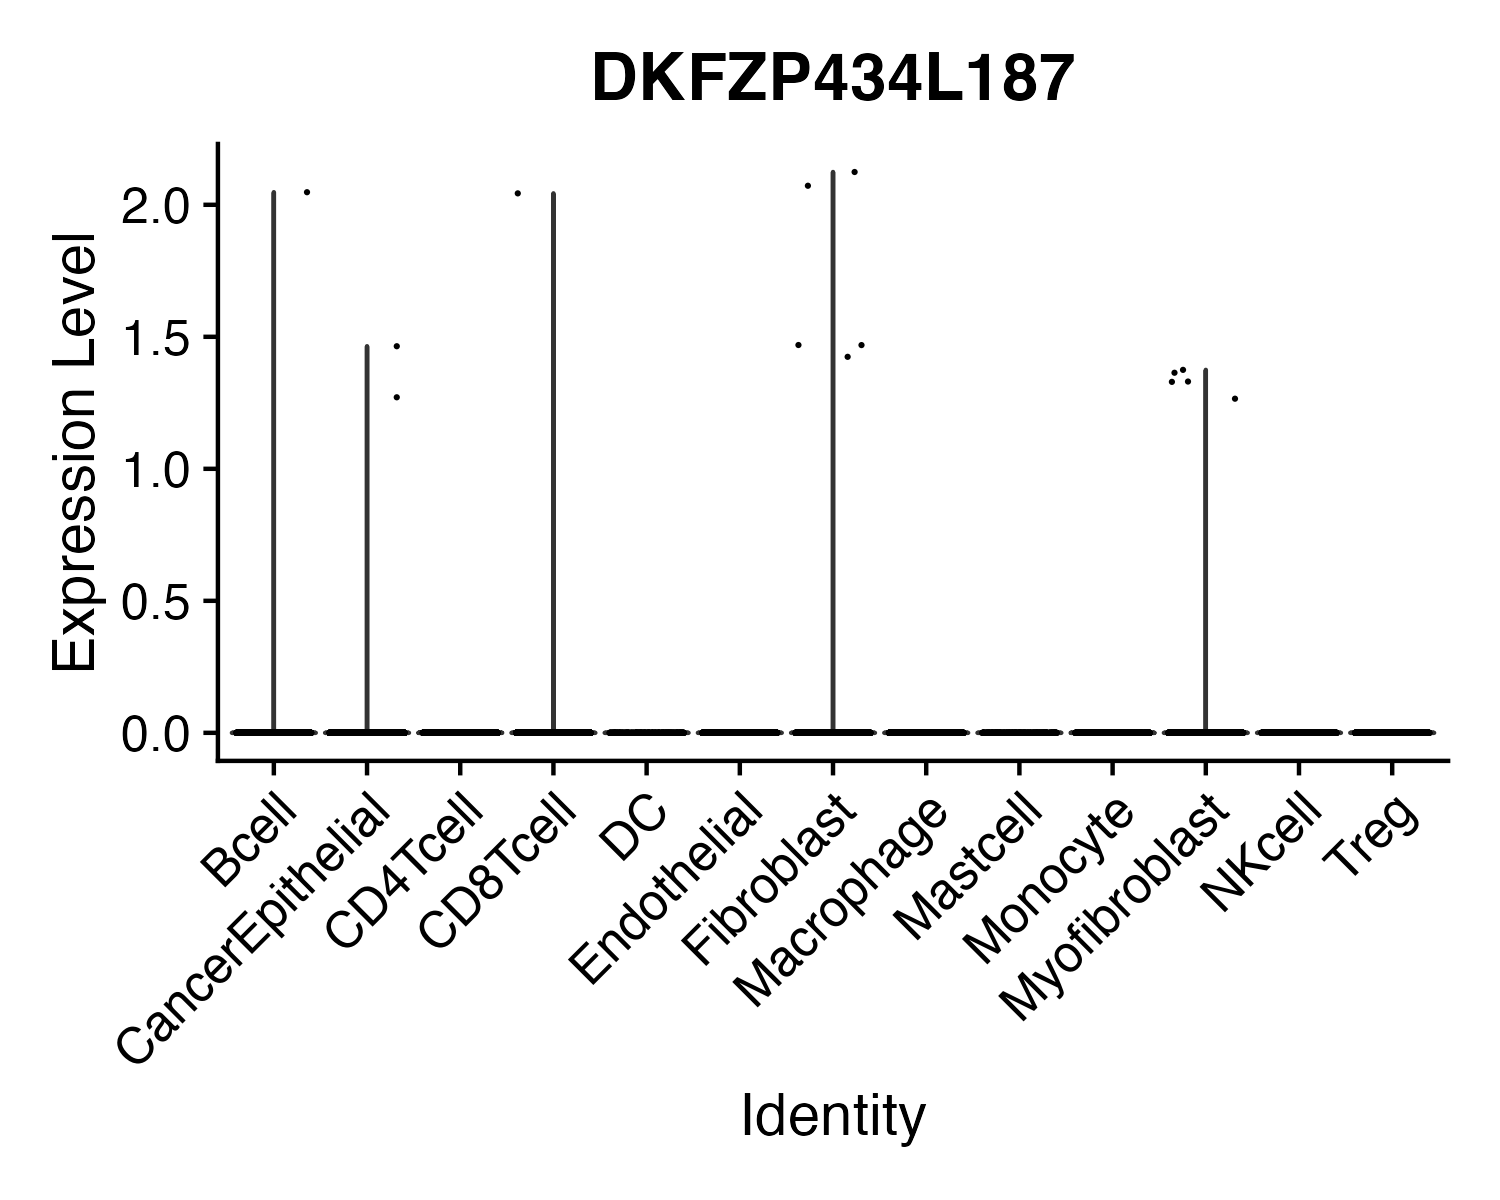 DKFZP434L187
Expression Level
2.0
1.5
1.0
0.5
0.0
Bcell
CancerEpithelial
CD4Tcell
CD8Tcell
DC
Endothelial
Fibroblast
Macrophage
Mastcell
Monocyte
Myofibroblast
NKcell
Treg
Identity